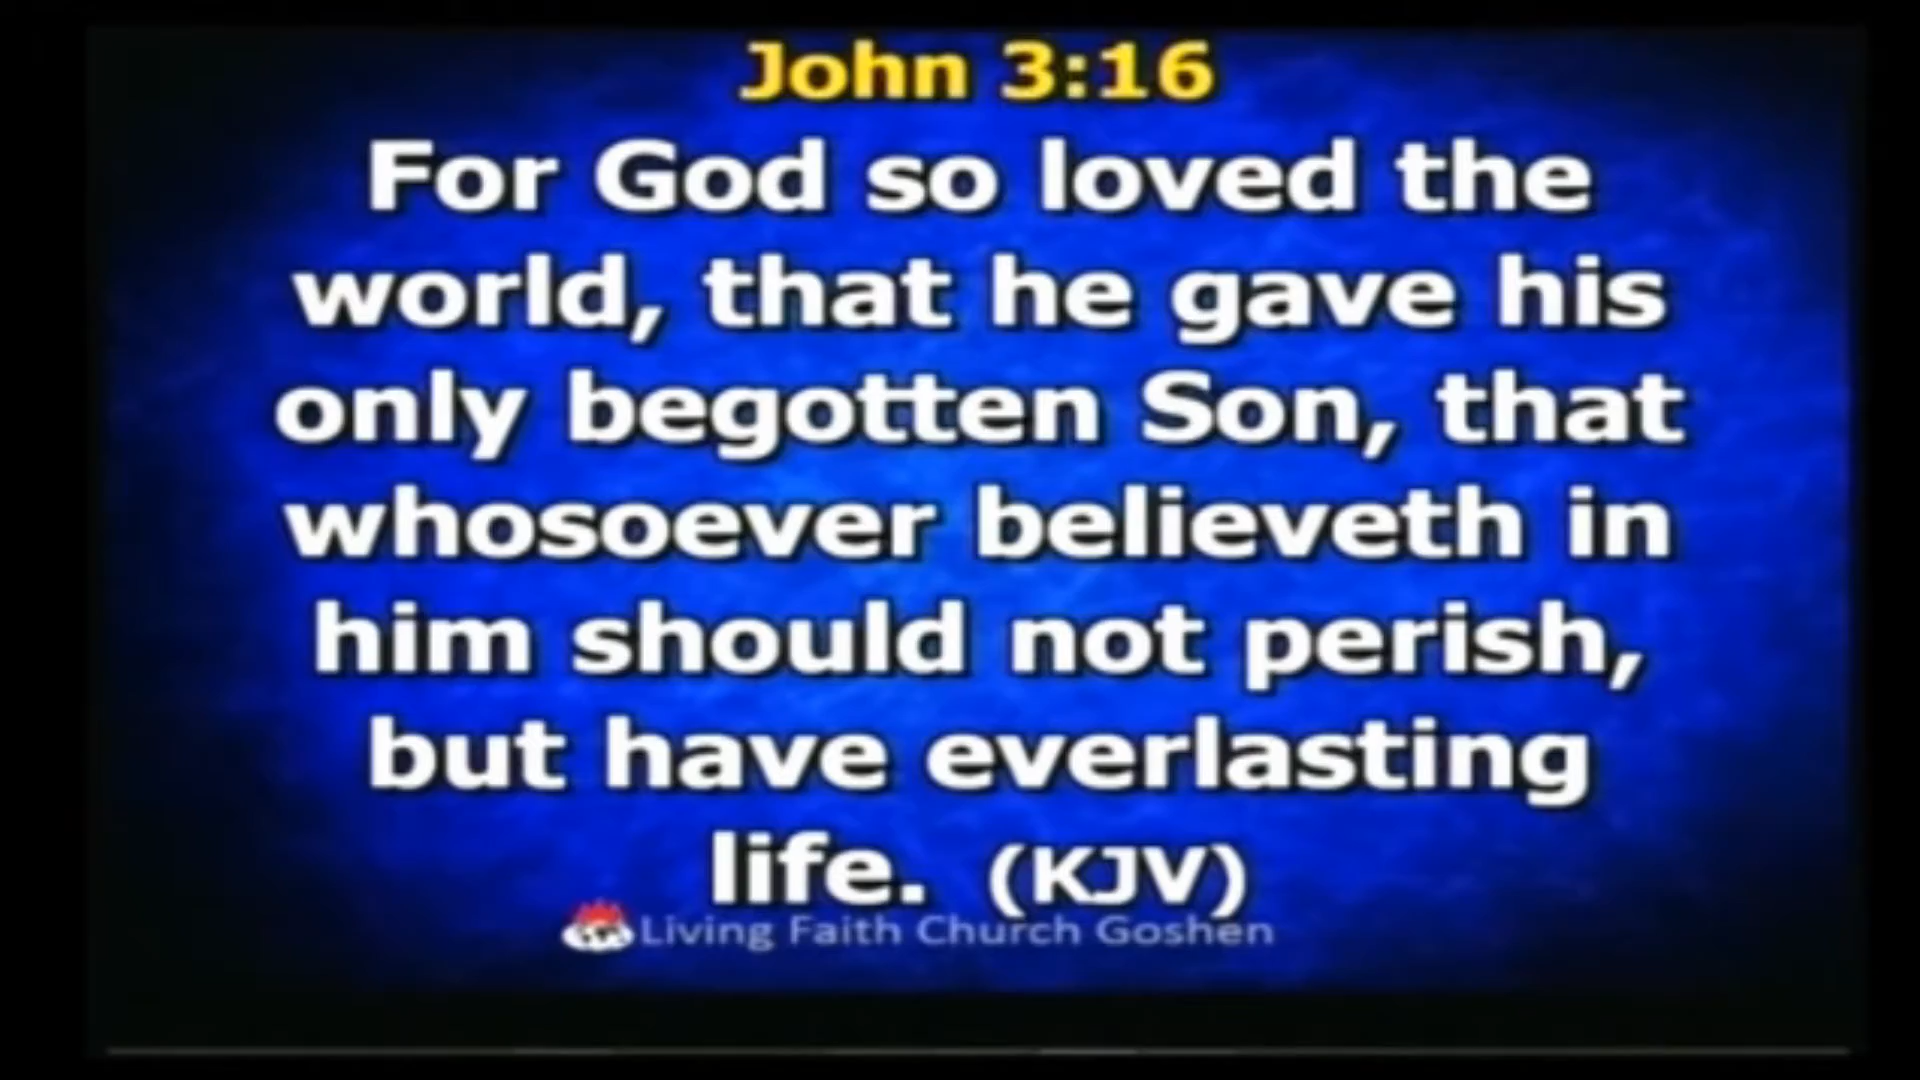 John 3:16
For God so loved the
world, that he gave his
only begotten Son, that
whosoever believeth in
him should not perish,
but have everlasting
life. (KJV)
Living Faith Church Goshen